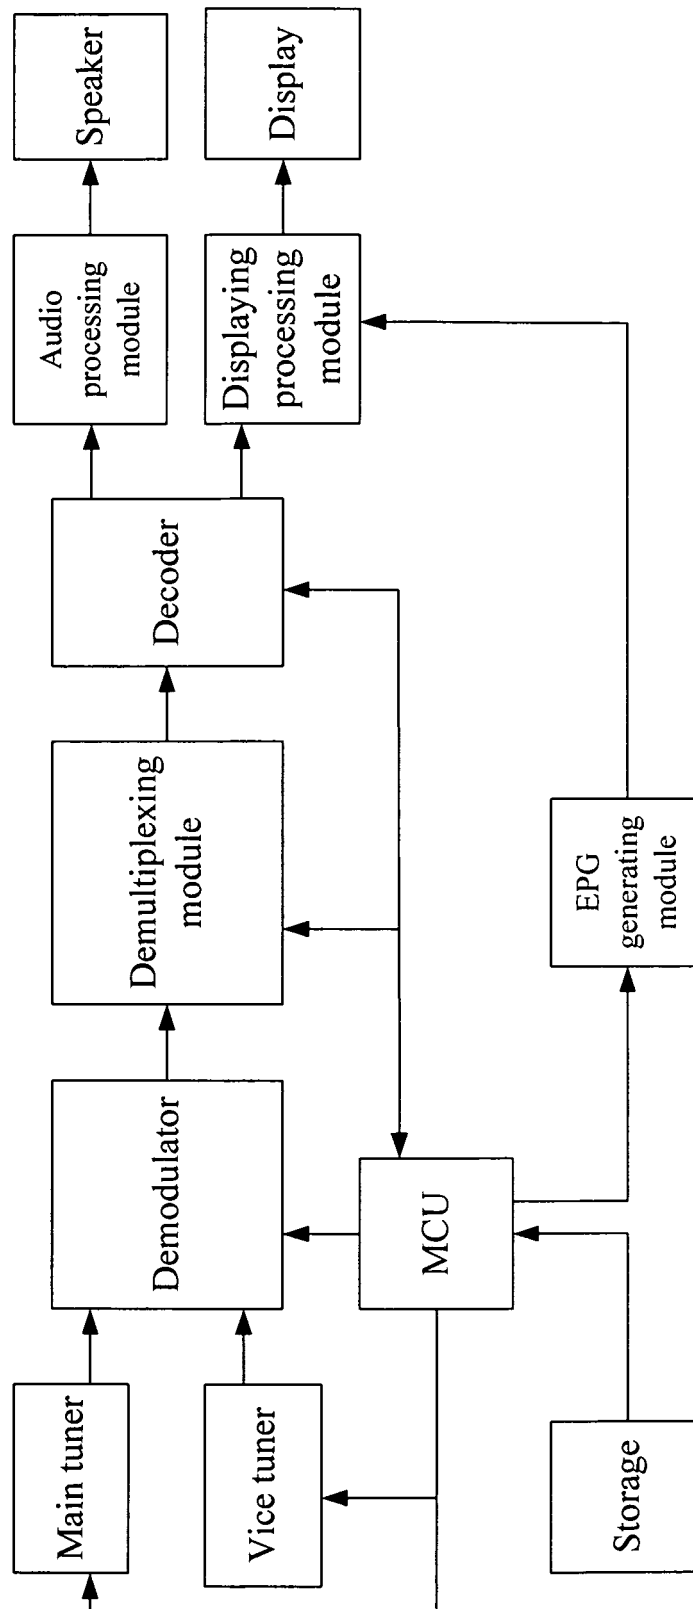 Main tuner
Vice tuner
Storage
Demodulator
MCU
Demultiplexing
module
EPG
generating
module
Decoder
Audio
processing
module
Displaying
processing
module
Speaker
Display